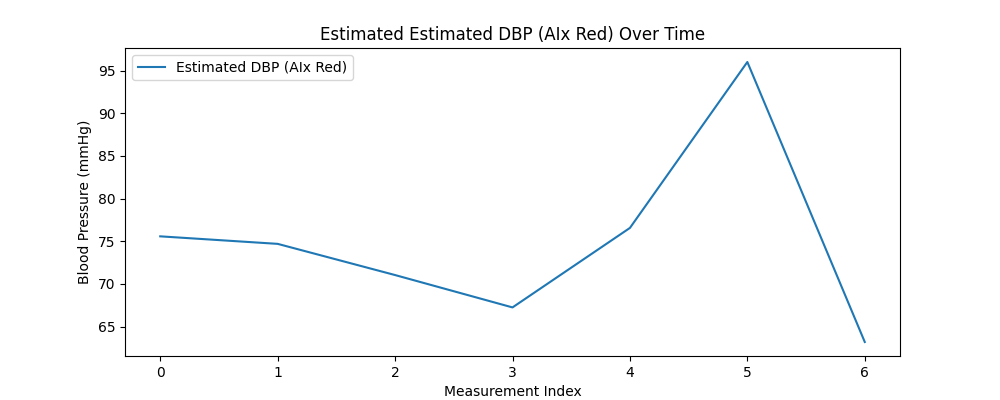 Estimated Estimated DBP (AIx Red) Over Time
Estimated DBP (AIx Red)
Blood Pressure (mmHg)
95
90
85
80
75
70
65
0 1 2 3 4 5 6
Measurement Index